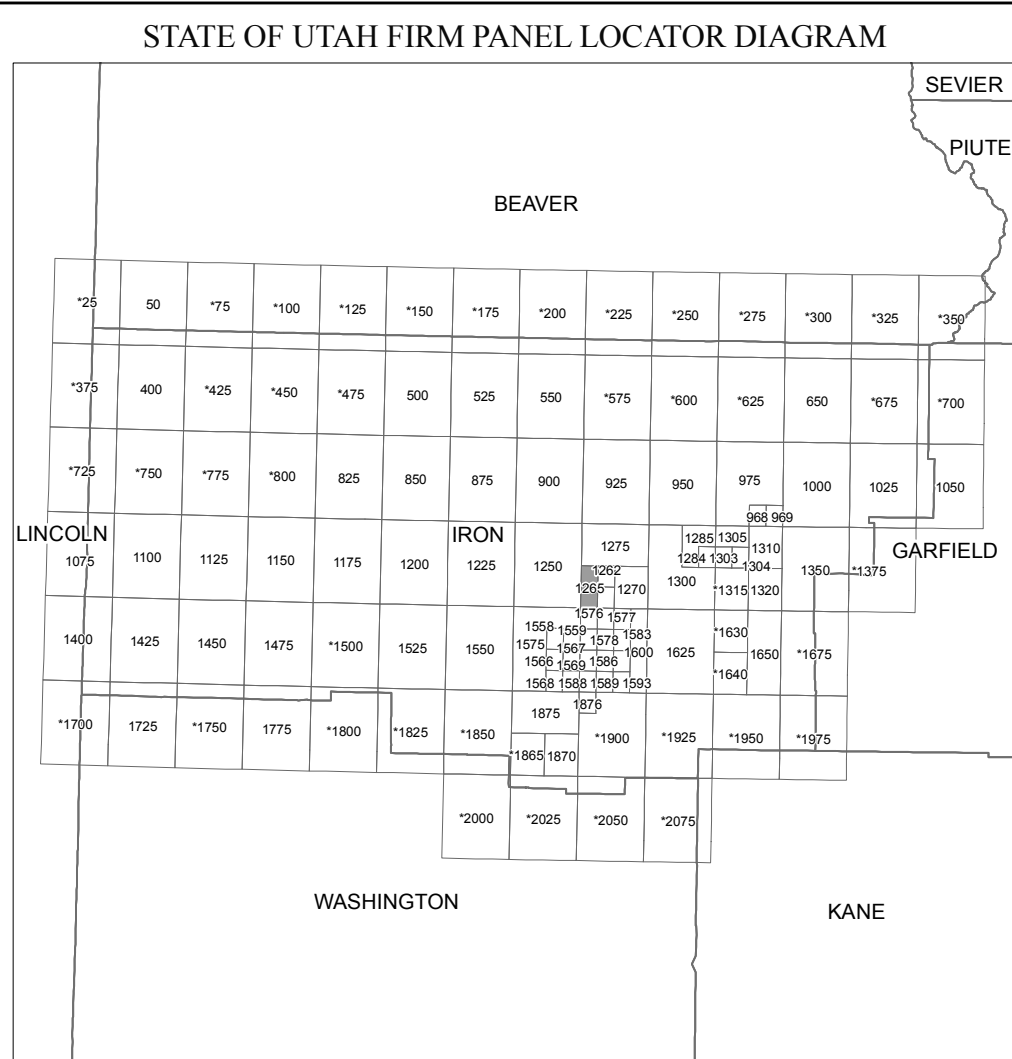 STATE OF UTAH FIRM PANEL LOCATOR DIAGRAM
SEVIER
PIUTE
BEAVER
*25 50 *75 *100 *125 *150 *175 *200 *225 *250 *275 *300 *325 *350
*375 400 *425 *450 *475 500 525 550 *575 *600 *625 650 *675 *700
*725 *750 *775 *800 825 850 875 900 925 950 975 1000 1025 1050
968 969
LINCOLN IRON GARFIELD
1285 1305
1275 1310
1075 1100 1125 1150 1175 1200 1225 1250 1284 1303 1304 1350 *1375
1262
1265 1270 1300 *1315 1320
1576 1577
1558 1559 1583 *1630
1400 1425 1450 1475 *1500 1525 1550 1575 1567 1578 1600 1625 1650 *1675
1566 1569 1586 *1640
1568 1588 1589 1593
1876
*1700 1725 *1750 1775 *1800 *1825 *1850 1875 *1900 *1925 *1950 *1975
*1865 1870
*2000 *2025 *2050 *2075
WASHINGTON
KANE